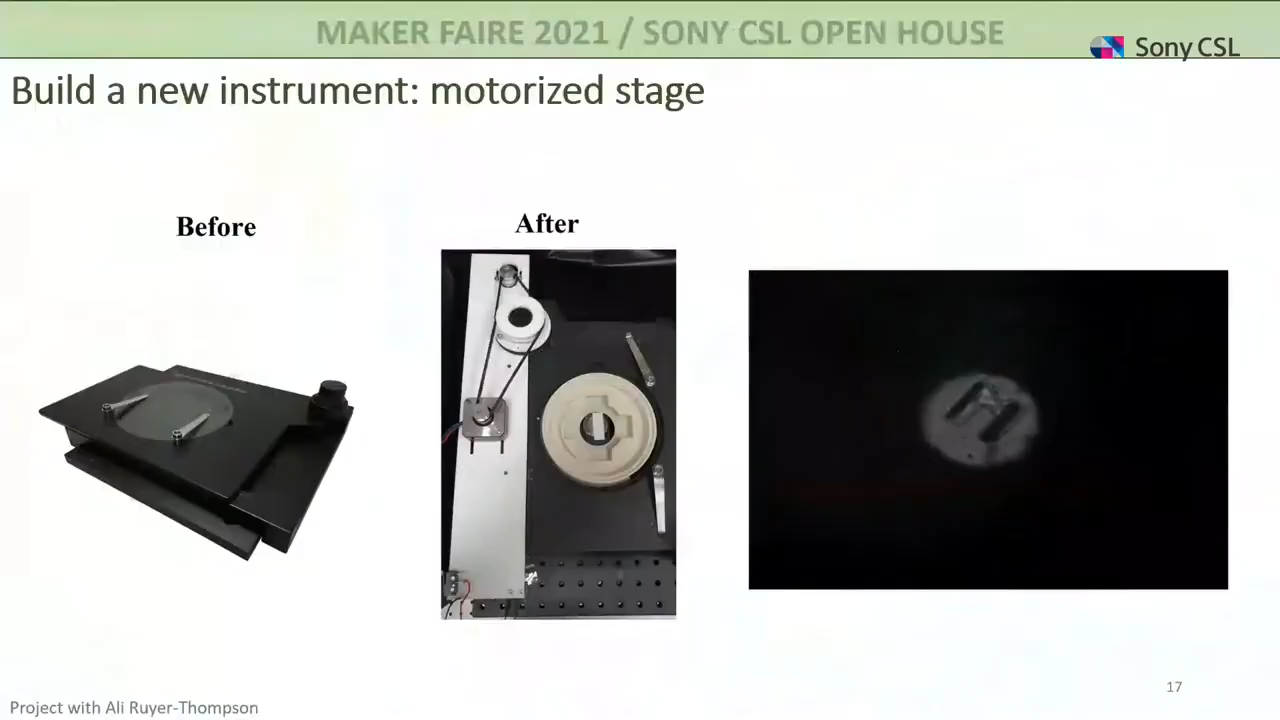 MAKER FAIRE 2021 / SONY CSL OPEN HOUSE
Sony CSL
Build a new instrument: motorized stage
Before
After
17
Project with Ali Ruyer-Thompson